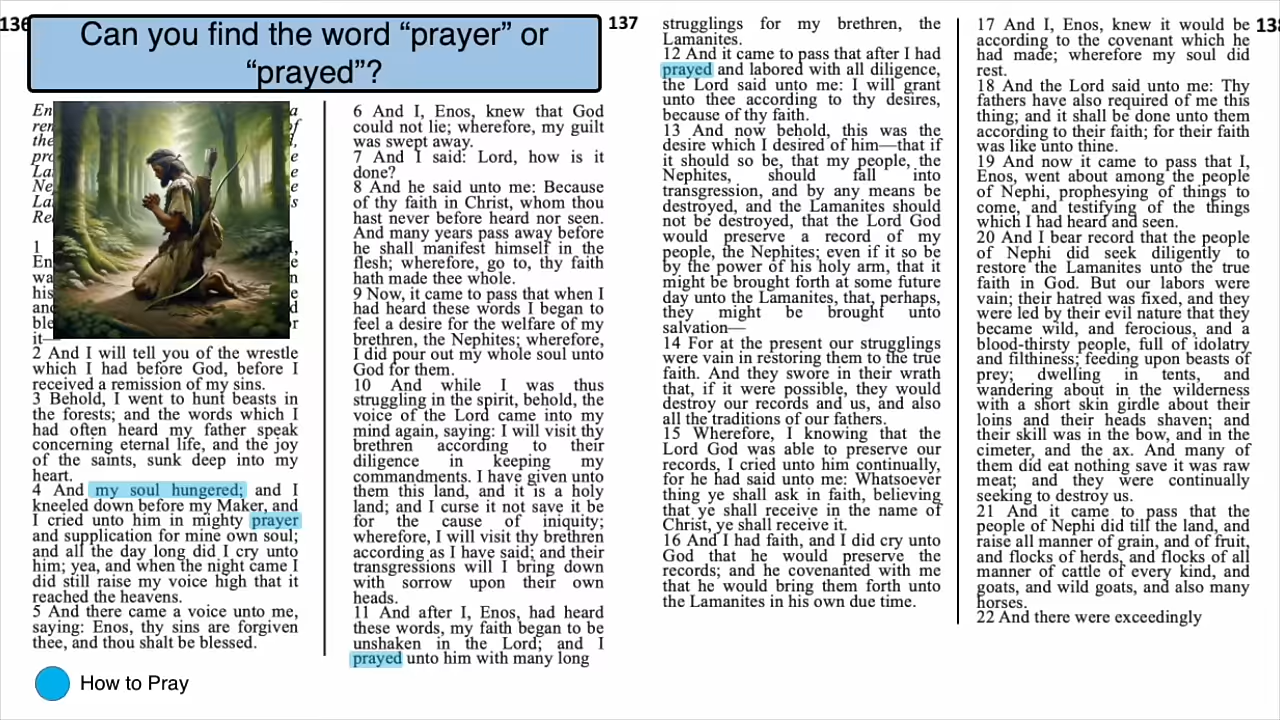 136
Can you find the word “prayer” or
“prayed”?
137
138
En
a
ren
of
the
,
pro
e
La
e
Ne
e,
La
s
Re
1
I,
En
e
wa
n
his
e
and
d
ble
r
it—
2 And I will tell you of the wrestle
which I had before God, before I
received a remission of my sins.
3 Behold, I went to hunt beasts in
the forests; and the words which I
had often heard my father speak
concerning eternal life, and the joy
of the saints, sunk deep into my
heart.
4 And my soul hungered; and I
kneeled down before my Maker, and
I cried unto him in mighty prayer
and supplication for mine own soul;
and all the day long did I cry unto
him; yea, and when the night came I
did still raise my voice high that it
reached the heavens.
5 And there came a voice unto me,
saying: Enos, thy sins are forgiven
thee, and thou shalt be blessed.
6 And I, Enos, knew that God
could not lie; wherefore, my guilt
was swept away.
7 And I said: Lord, how is it
done?
8 And he said unto me: Because
of thy faith in Christ, whom thou
hast never before heard nor seen.
And many years pass away before
he shall manifest himself in the
flesh; wherefore, go to, thy faith
hath made thee whole.
9 Now, it came to pass that when I
had heard these words I began to
feel a desire for the welfare of my
brethren, the Nephites; wherefore,
I did pour out my whole soul unto
God for them.
10 And while I was thus
struggling in the spirit, behold, the
voice of the Lord came into my
mind again, saying: I will visit thy
brethren according to their
diligence in keeping my
commandments. I have given unto
them this land, and it is a holy
land; and I curse it not save it be
for the cause of iniquity;
wherefore, I will visit thy brethren
according as I have said; and their
transgressions will I bring down
with sorrow upon their own
heads.
11 And after I, Enos, had heard
these words, my faith began to be
unshaken in the Lord; and I
prayed unto him with many long
strugglings for my brethren, the
Lamanites.
12 And it came to pass that after I had
prayed and labored with all diligence,
the Lord said unto me: I will grant
unto thee according to thy desires,
because of thy faith.
13 And now behold, this was the
desire which I desired of him—that if
it should so be, that my people, the
Nephites, should fall into
transgression, and by any means be
destroyed, and the Lamanites should
not be destroyed, that the Lord God
would preserve a record of my
people, the Nephites; even if it so be
by the power of his holy arm, that it
might be brought forth at some future
day unto the Lamanites, that, perhaps,
they might be brought unto
salvation—
14 For at the present our strugglings
were vain in restoring them to the true
faith. And they swore in their wrath
that, if it were possible, they would
destroy our records and us, and also
all the traditions of our fathers.
15 Wherefore, I knowing that the
Lord God was able to preserve our
records, I cried unto him continually,
for he had said unto me: Whatsoever
thing ye shall ask in faith, believing
that ye shall receive in the name of
Christ, ye shall receive it.
16 And I had faith, and I did cry unto
God that he would preserve the
records; and he covenanted with me
that he would bring them forth unto
the Lamanites in his own due time.
17 And I, Enos, knew it would be
according to the covenant which he
had made; wherefore my soul did
rest.
18 And the Lord said unto me: Thy
fathers have also required of me this
thing; and it shall be done unto them
according to their faith; for their faith
was like unto thine.
19 And now it came to pass that I,
Enos, went about among the people
of Nephi, prophesying of things to
come, and testifying of the things
which I had heard and seen.
20 And I bear record that the people
of Nephi did seek diligently to
restore the Lamanites unto the true
faith in God. But our labors were
vain; their hatred was fixed, and they
were led by their evil nature that they
became wild, and ferocious, and a
blood-thirsty people, full of idolatry
and filthiness; feeding upon beasts of
prey; dwelling in tents, and
wandering about in the wilderness
with a short skin girdle about their
loins and their heads shaven; and
their skill was in the bow, and in the
cimeter, and the ax. And many of
them did eat nothing save it was raw
meat; and they were continually
seeking to destroy us.
21 And it came to pass that the
people of Nephi did till the land, and
raise all manner of grain, and of fruit,
and flocks of herds, and flocks of all
manner of cattle of every kind, and
goats, and wild goats, and also many
horses.
22 And there were exceedingly
How to Pray